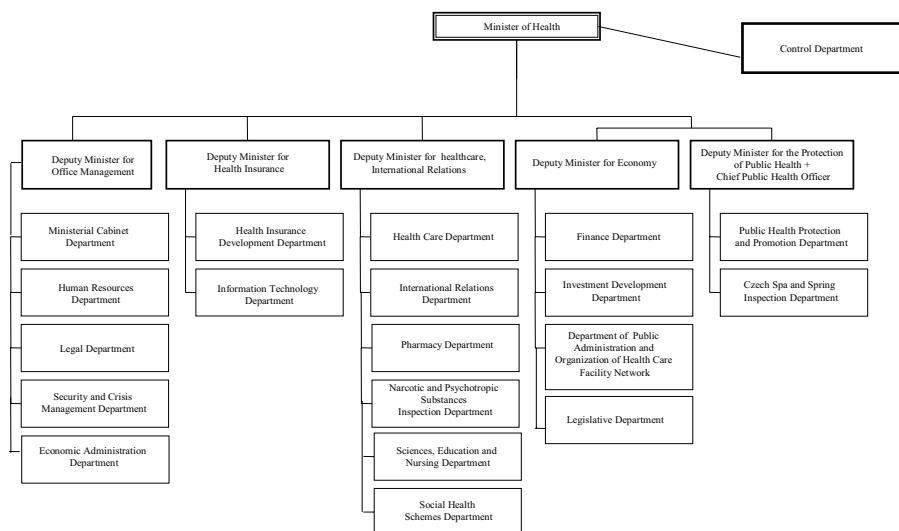 Minister of Health
Control Department
Deputy Minister for
Office Management
Deputy Minister for
Health Insurance
Deputy Minister for healthcare,
International Relations
Deputy Minister for Economy
Deputy Minister for the Protection
of Public Health +
Chief Public Health Officer
Ministerial Cabinet
Department
Human Resources
Department
Legal Department
Security and Crisis
Management Department
Economic Administration
Department
Health Insurance
Development Department
Information Technology
Department
Health Care Department
International Relations
Department
Pharmacy Department
Narcotic and Psychotropic
Substances
Inspection Department
Sciences, Education and
Nursing Department
Social Health
Schemes Department
Finance Department
Investment Development
Department
Department of Public
Administration and
Organization of Health Care
Facility Network
Legislative Department
Public Health Protection
and Promotion Department
Czech Spa and Spring
Inspection Department